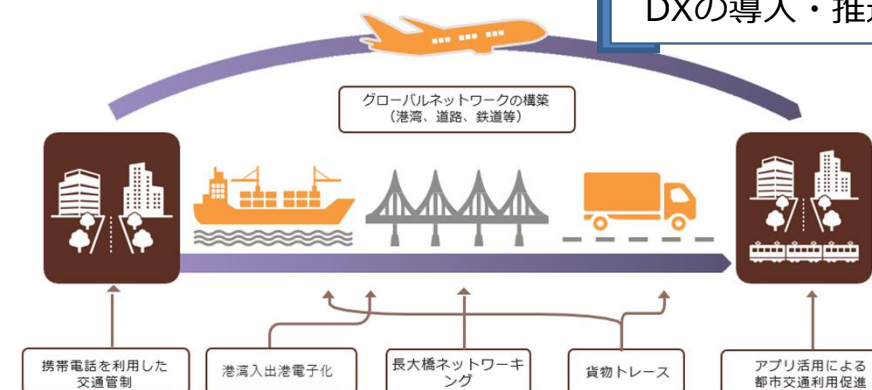 DXの導入・推
グローバルネットワークの構築
（港湾、道路、鉄道等）
携帯電話を利用した
交通管制
港湾入出港電子化
長大橋ネットワーキ
ング
貨物トレース
アプリ活用による
都市交通利用促進